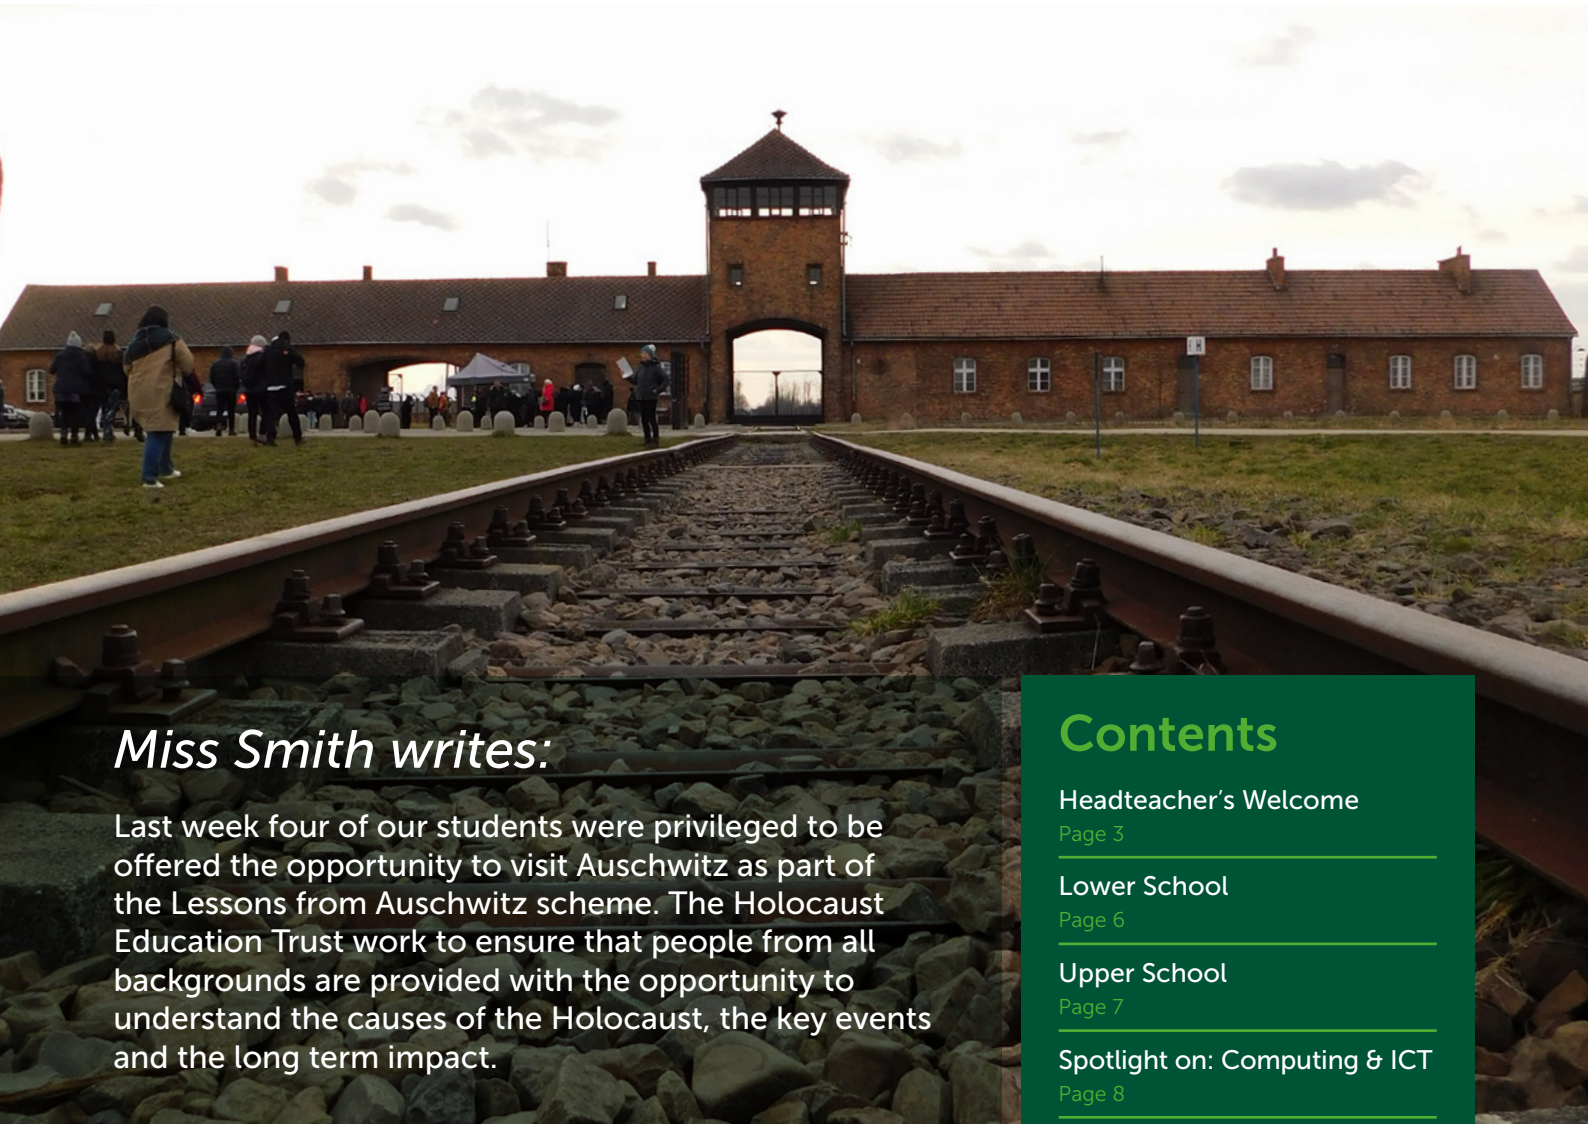 Miss Smith writes:
Last week four of our students were privileged to be
offered the opportunity to visit Auschwitz as part of
the Lessons from Auschwitz scheme. The Holocaust
Education Trust work to ensure that people from all
backgrounds are provided with the opportunity to
understand the causes of the Holocaust, the key events
and the long term impact.
Contents
Headteacher's Welcome
Page 3
Lower School
Page 6
Upper School
Page 7
Spotlight on: Computing & ICT
Page 8